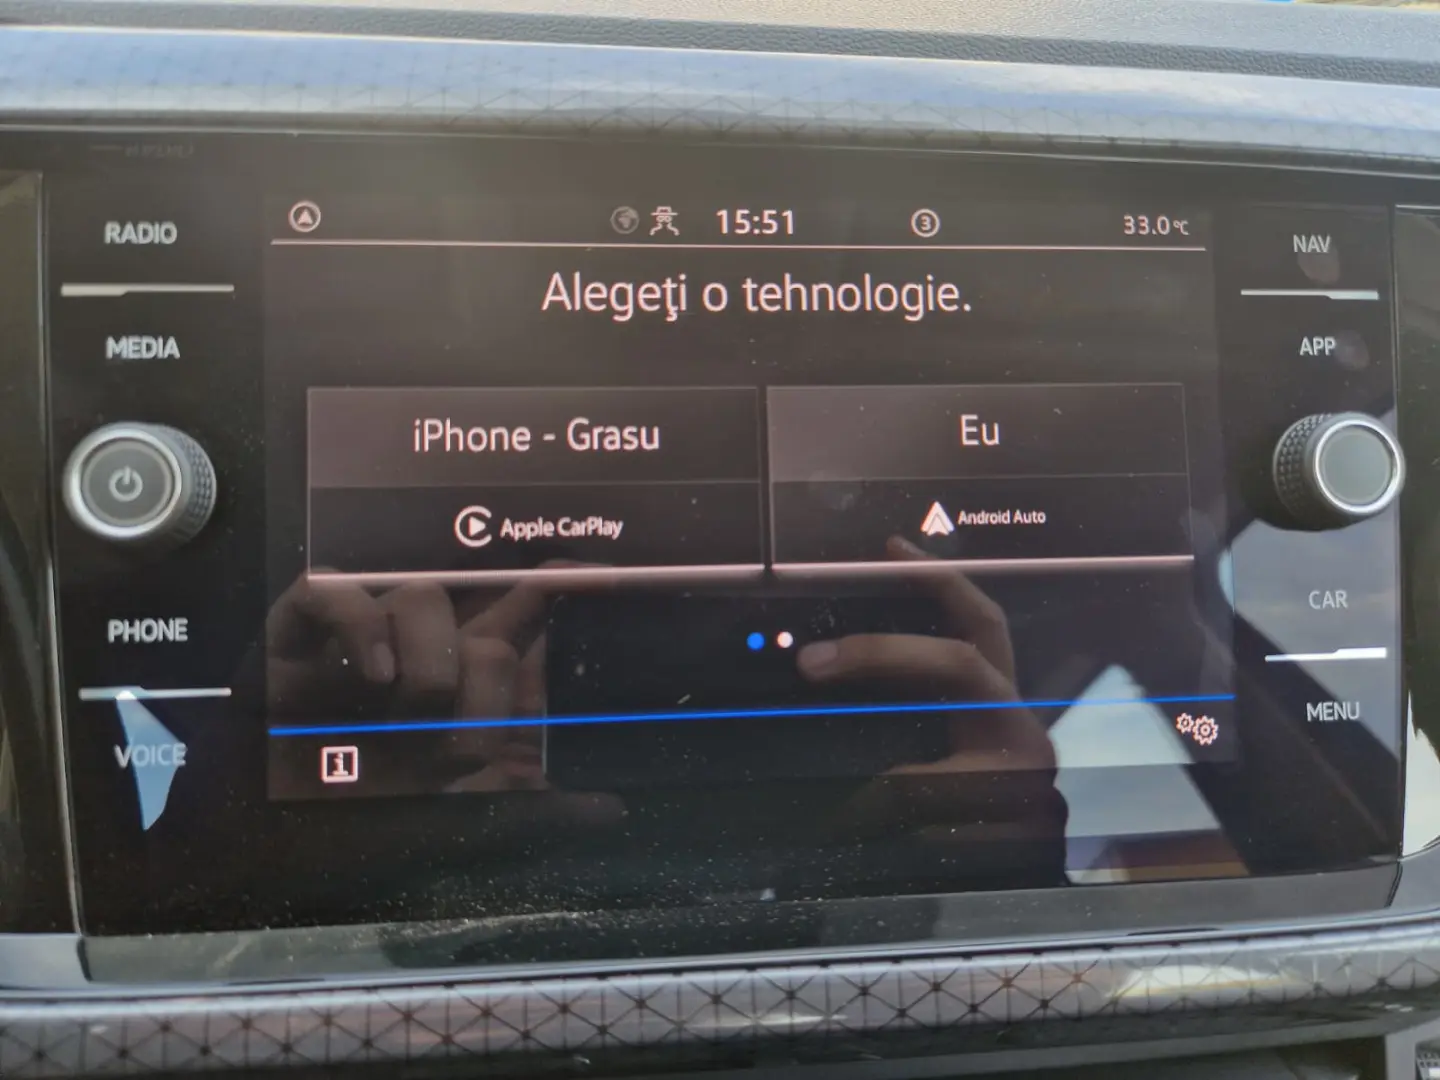 RADIO
MEDIA
PHONE
VOICE
15:51
3
33.0°C
Alegeţi o tehnologie.
iPhone - Grasu
Apple CarPlay
Eu
Android Auto
i
NAV
APP
CAR
MENU